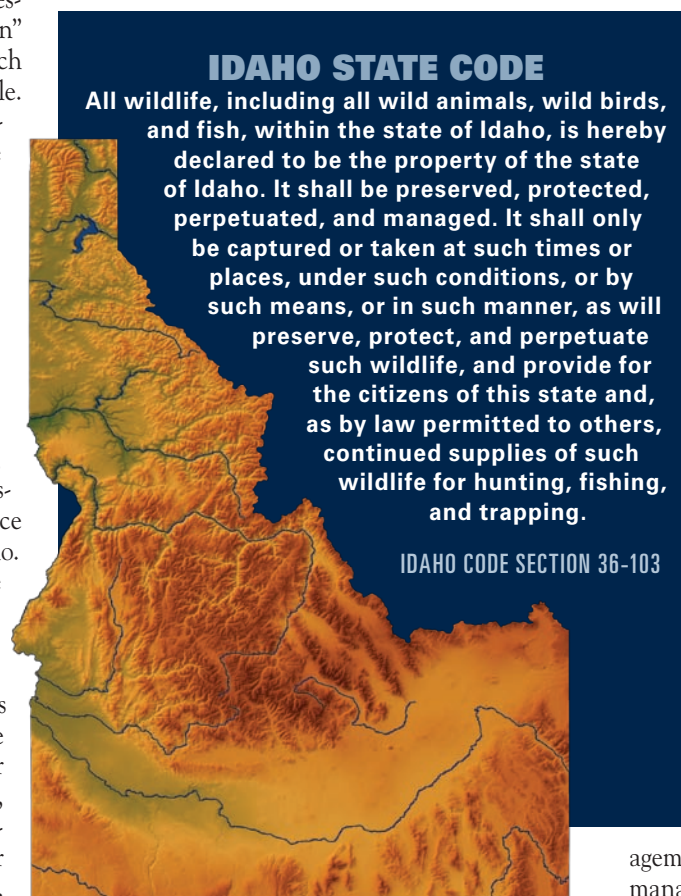 IDAHO STATE CODE
All wildlife, including all wild animals, wild birds,
and fish, within the state of Idaho, is hereby
declared to be the property of the state
of Idaho. It shall be preserved, protected,
perpetuated, and managed. It shall only
be captured or taken at such times or
places, under such conditions, or by
such means, or in such manner, as will
preserve, protect, and perpetuate
such wildlife, and provide for
the citizens of this state and,
as by law permitted to others,
continued supplies of such
wildlife for hunting, fishing,
and trapping.
IDAHO CODE SECTION 36-103
agem
mana